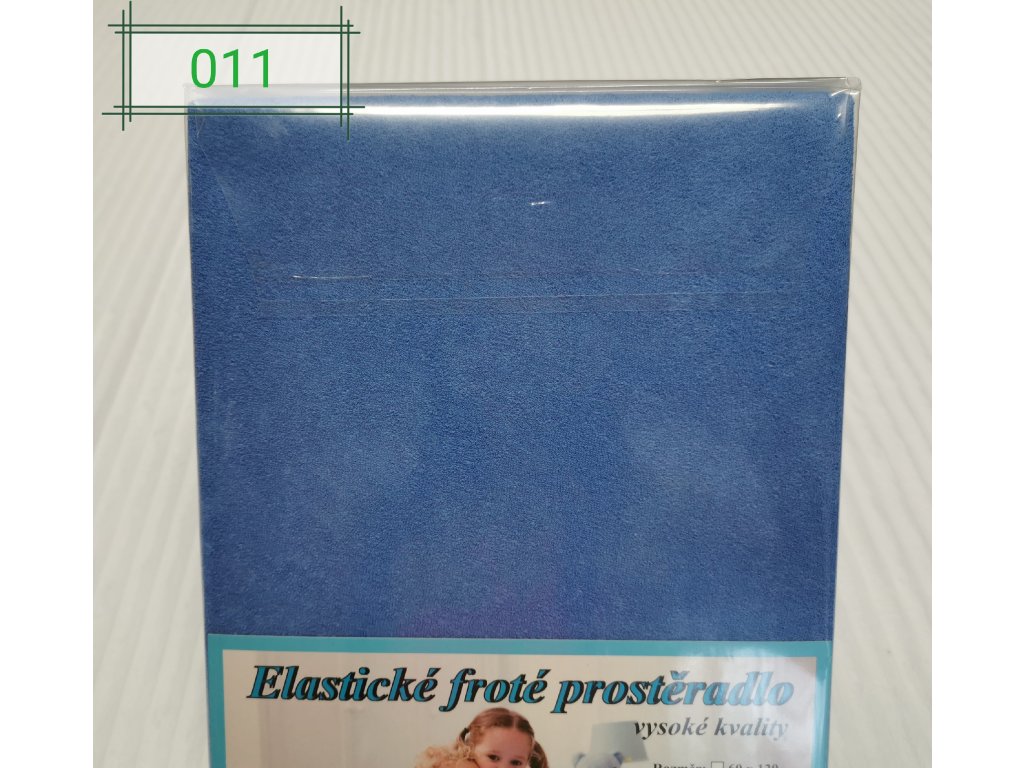 011
Elastické froté prostěradlo
vysoké kvality